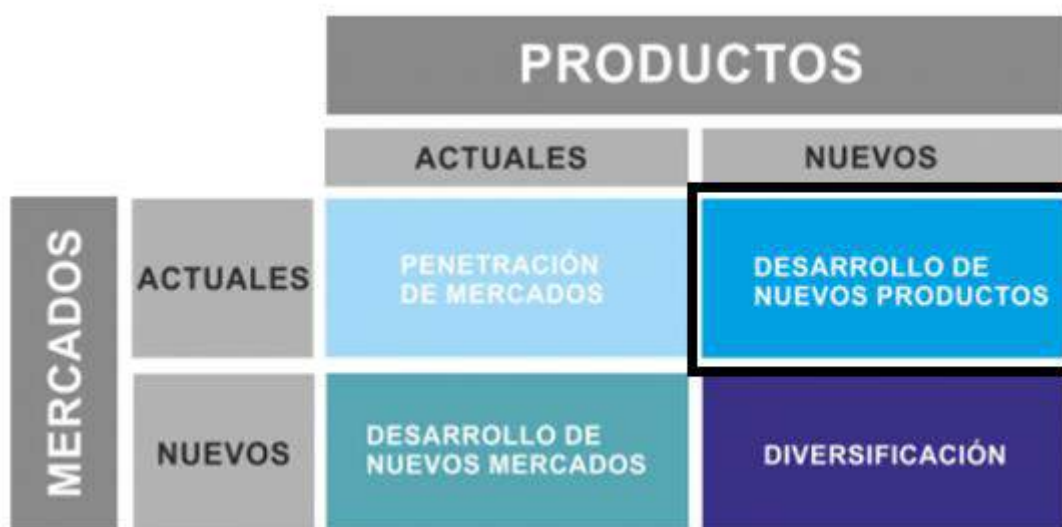 PRODUCTOS
ACTUALES
NUEVOS
MERCADOS
ACTUALES
PENETRACIÓN
DE MERCADOS
DESARROLLO DE
NUEVOS PRODUCTOS
NUEVOS
DESARROLLO DE
NUEVOS MERCADOS
DIVERSIFICACIÓN